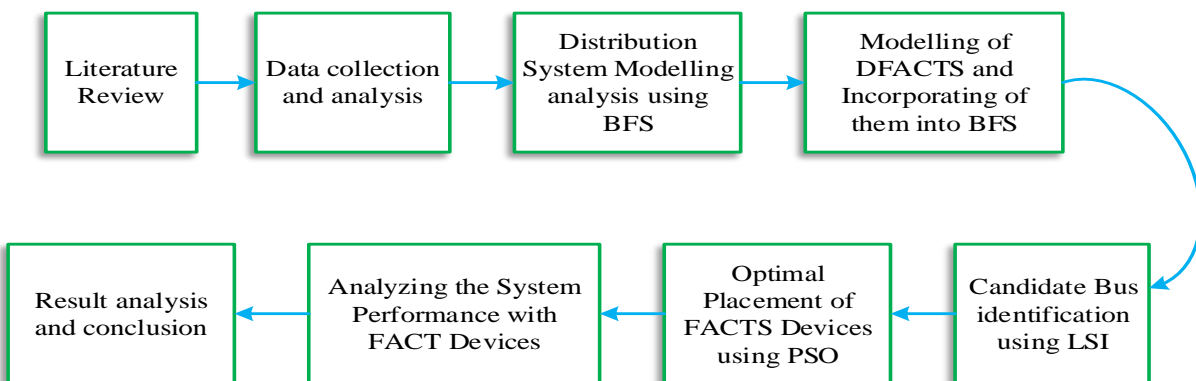 Literature
Review
Data collection
and analysis
Distribution
System Modelling
analysis using
BFS
Modelling of
DFACTS and
Incorporating of
them into BFS
Candidate Bus
identification
using LSI
Optimal
Placement of
FACTS Devices
using PSO
Analyzing the System
Performance with
FACT Devices
Result analysis
and conclusion